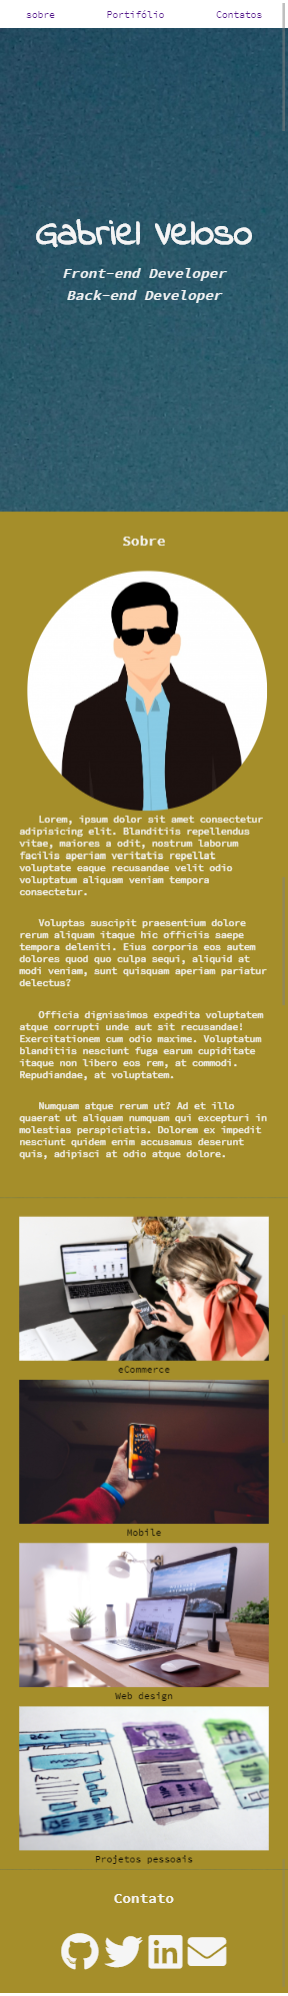 sobre Portifólio Contatos
Gabriel Veloso
Front-end Developer
Back-end Developer
Sobre
Lorem, ipsum dolor sit amet consectetur
adipisicing elit. Blanditiis repellendus
vitae, maiores a odit, nostrum laborum
facilis aperiam veritatis repellat
voluptate eaque recusandae velit odio
voluptatum aliquam veniam tempora
consectetur.
Voluptas suscipit praesentium dolore
rerum aliquam itaque hic officiis saepe
tempora deleniti. Eius corporis eos autem
dolores quod quo culpa sequi, aliquid at
modi veniam, sunt quisquam aperiam pariatur
delectus?
Officia dignissimos expedita voluptatem
atque corrupti unde aut sit recusandae!
Exercitationem cum odio maxime. Voluptatum
blanditiis nesciunt fuga earum cupiditate
itaque non libero eos rem, at commodi.
Repudiandae, at voluptatem.
Numquam atque rerum ut? Ad et illo
quaerat ut aliquam numquam qui excepturi in
molestias perspiciatis. Dolorem ex impedit
nesciunt quidem enim accusamus deserunt
quis, adipisci at odio atque dolore.
eCommerce
Mobile
Web design
Projetos pessoais
Contato